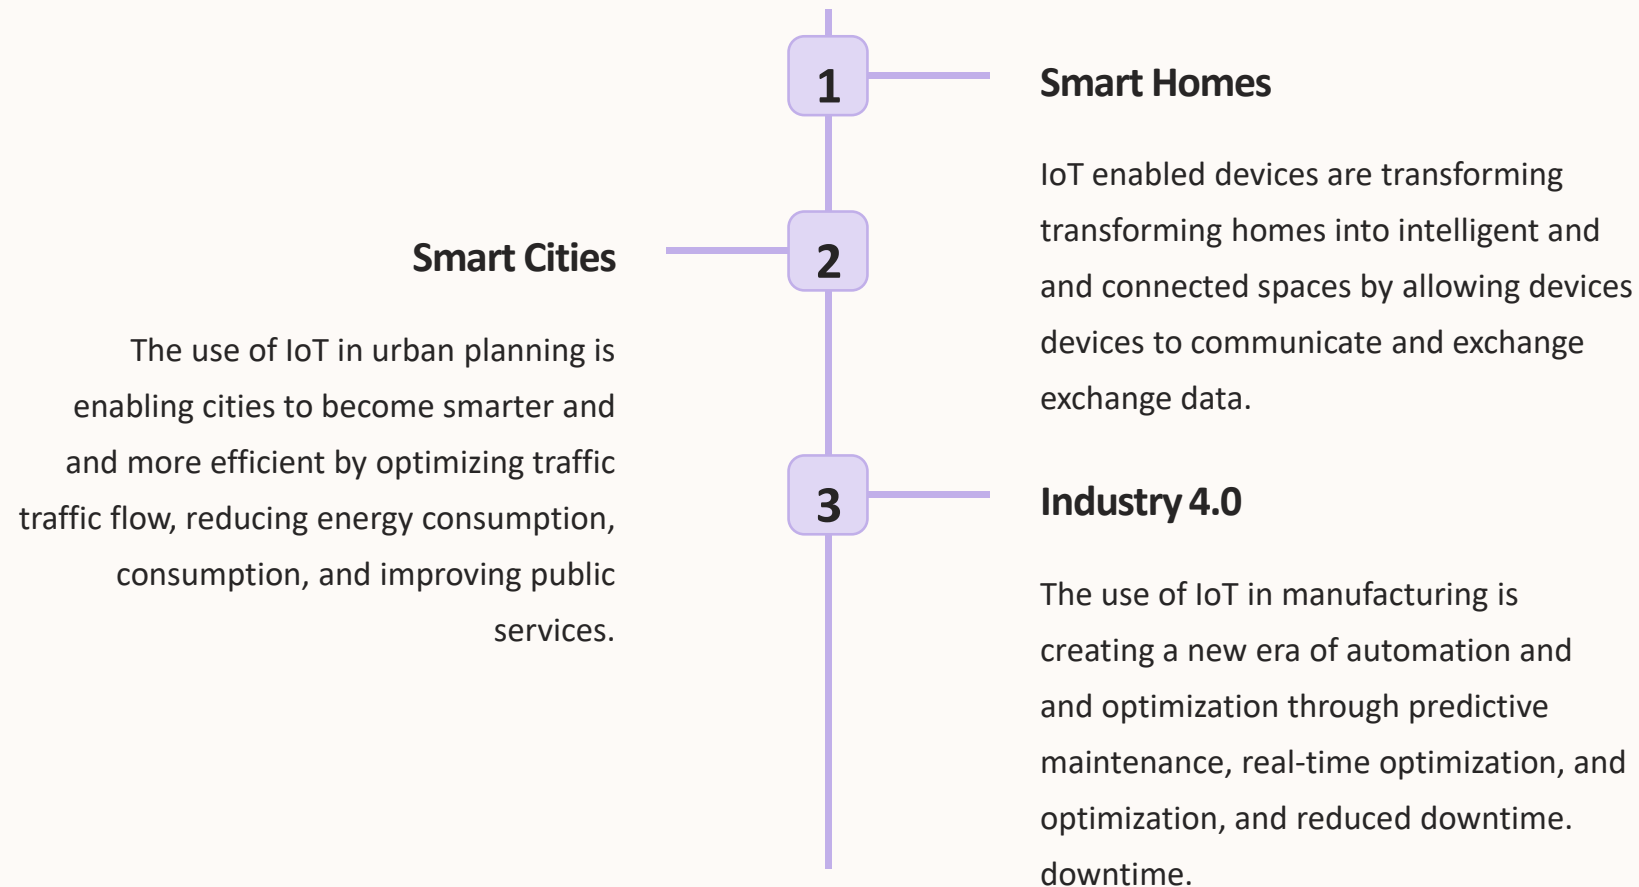 1
Smart Homes
IoT enabled devices are transforming
transforming homes into intelligent and
and connected spaces by allowing devices
devices to communicate and exchange
exchange data.
2
Smart Cities
The use of IoT in urban planning is
enabling cities to become smarter and
and more efficient by optimizing traffic
traffic flow, reducing energy consumption,
consumption, and improving public
services.
3
Industry 4.0
The use of IoT in manufacturing is
creating a new era of automation and
and optimization through predictive
maintenance, real-time optimization, and
optimization, and reduced downtime.
downtime.